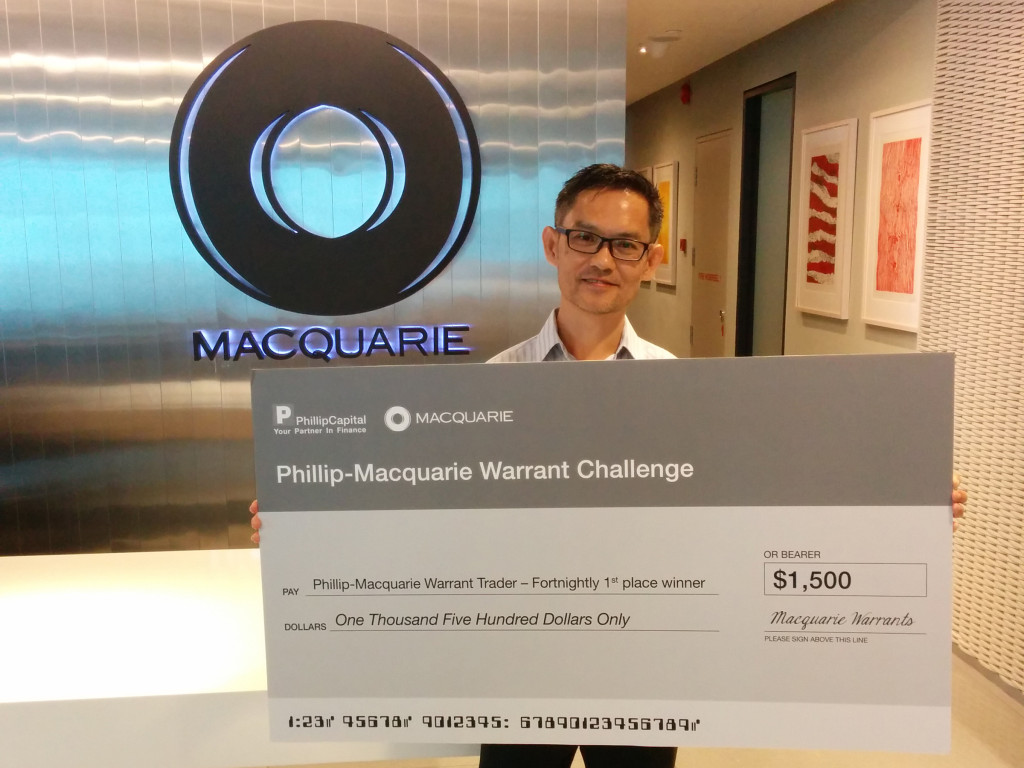 MACQUARIE
P PhillipCapital
Your Partner In Finance
MACQUARIE
Phillip-Macquarie Warrant Challenge
OR BEARER
$1,500
PAY Phillip-Macquarie Warrant Trader – Fortnightly 1st place winner
DOLLARS One Thousand Five Hundred Dollars Only
Macquarie Warrants
PLEASE SIGN ABOVE THIS LINE
1:23⑈ 45678⑈ 9012345: 67890123456789⑈